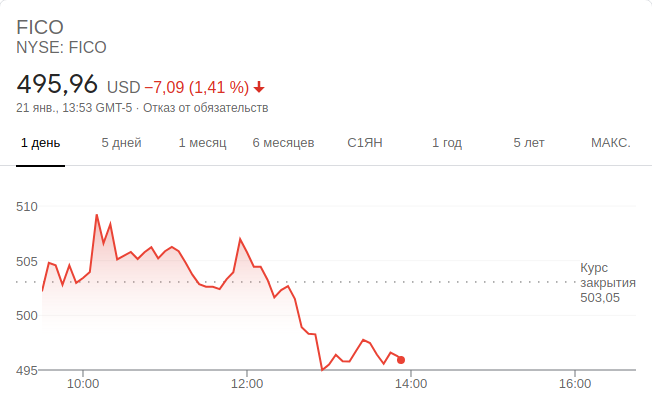 FICO
NYSE: FICO
495,96 USD −7,09 (1,41 %)
21 янв., 13:53 GMT-5 · Отказ от обязательств
1 день 5 дней 1 месяц 6 месяцев С1ЯН 1 год 5 лет МАКС.
510
505
500
495
Курс
закрытия
503,05
10:00 12:00 14:00 16:00